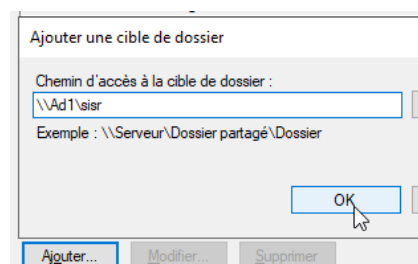 Ajouter une cible de dossier
Chemin d'accès à la cible de dossier :
\\Ad1\sisr
Exemple : \\Serveur\Dossier partagé\Dossier
OK
Ajouter... Modifier... Supprimer